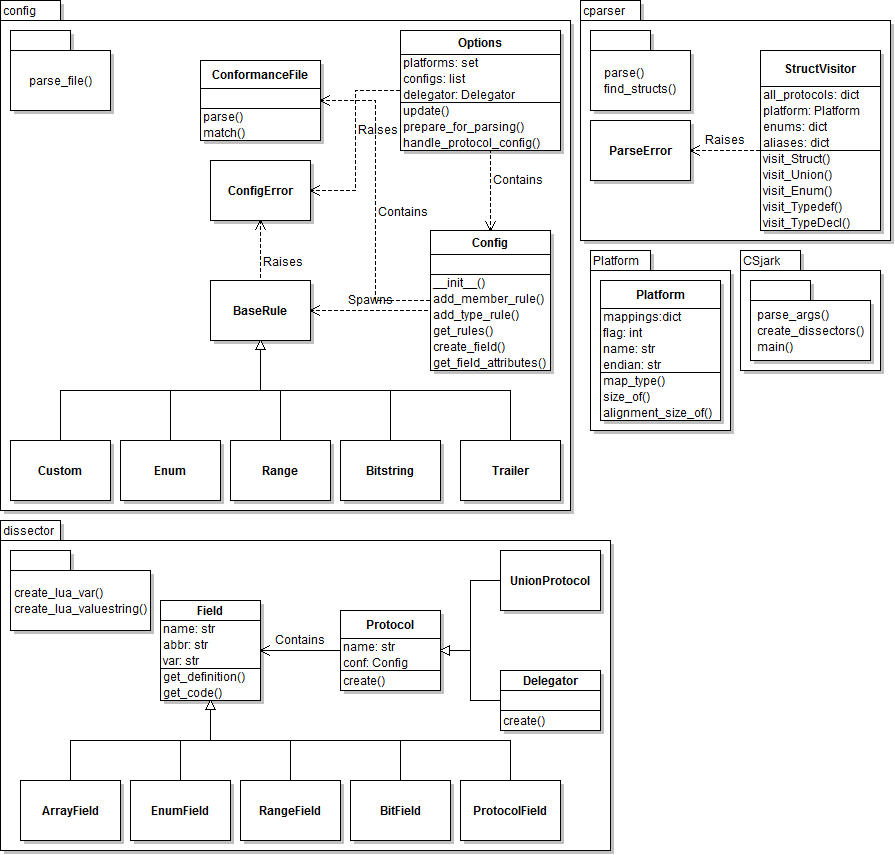 config
parse_file()
ConformanceFile
parse()
match()
Options
platforms: set
configs: list
delegator: Delegator
update()
prepare_for_parsing()
handle_protocol_config()
Raises
ConfigError
Contains
Contains
Raises
BaseRule
Spawns
Config
__init__()
add_member_rule()
add_type_rule()
get_rules()
create_field()
get_field_attributes()
Custom
Enum
Range
Bitstring
Trailer
cparser
parse()
find_structs()
ParseError
Raises
StructVisitor
all_protocols: dict
platform: Platform
enums: dict
aliases: dict
visit_Struct()
visit_Union()
visit_Enum()
visit_Typedef()
visit_TypeDecl()
Platform
Platform
mappings:dict
flag: int
name: str
endian: str
map_type()
size_of()
alignment_size_of()
CSjark
parse_args()
create_dissectors()
main()
dissector
create_lua_var()
create_lua_valuestring()
Field
name: str
abbr: str
var: str
get_definition()
get_code()
Contains
Protocol
name: str
conf: Config
create()
UnionProtocol
Delegator
create()
ArrayField
EnumField
RangeField
BitField
ProtocolField